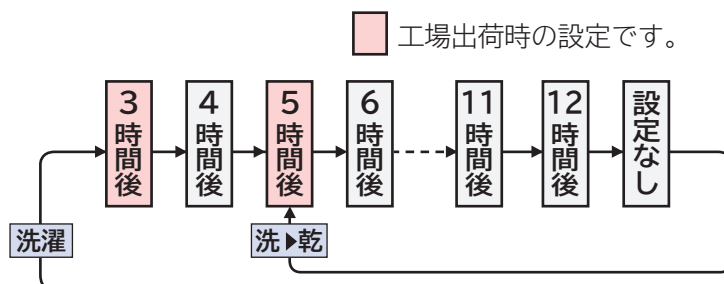 工場出荷時の設定です。
3時間後
4時間後
5時間後
6時間後
11時間後
12時間後
設定なし
洗濯
洗▶乾